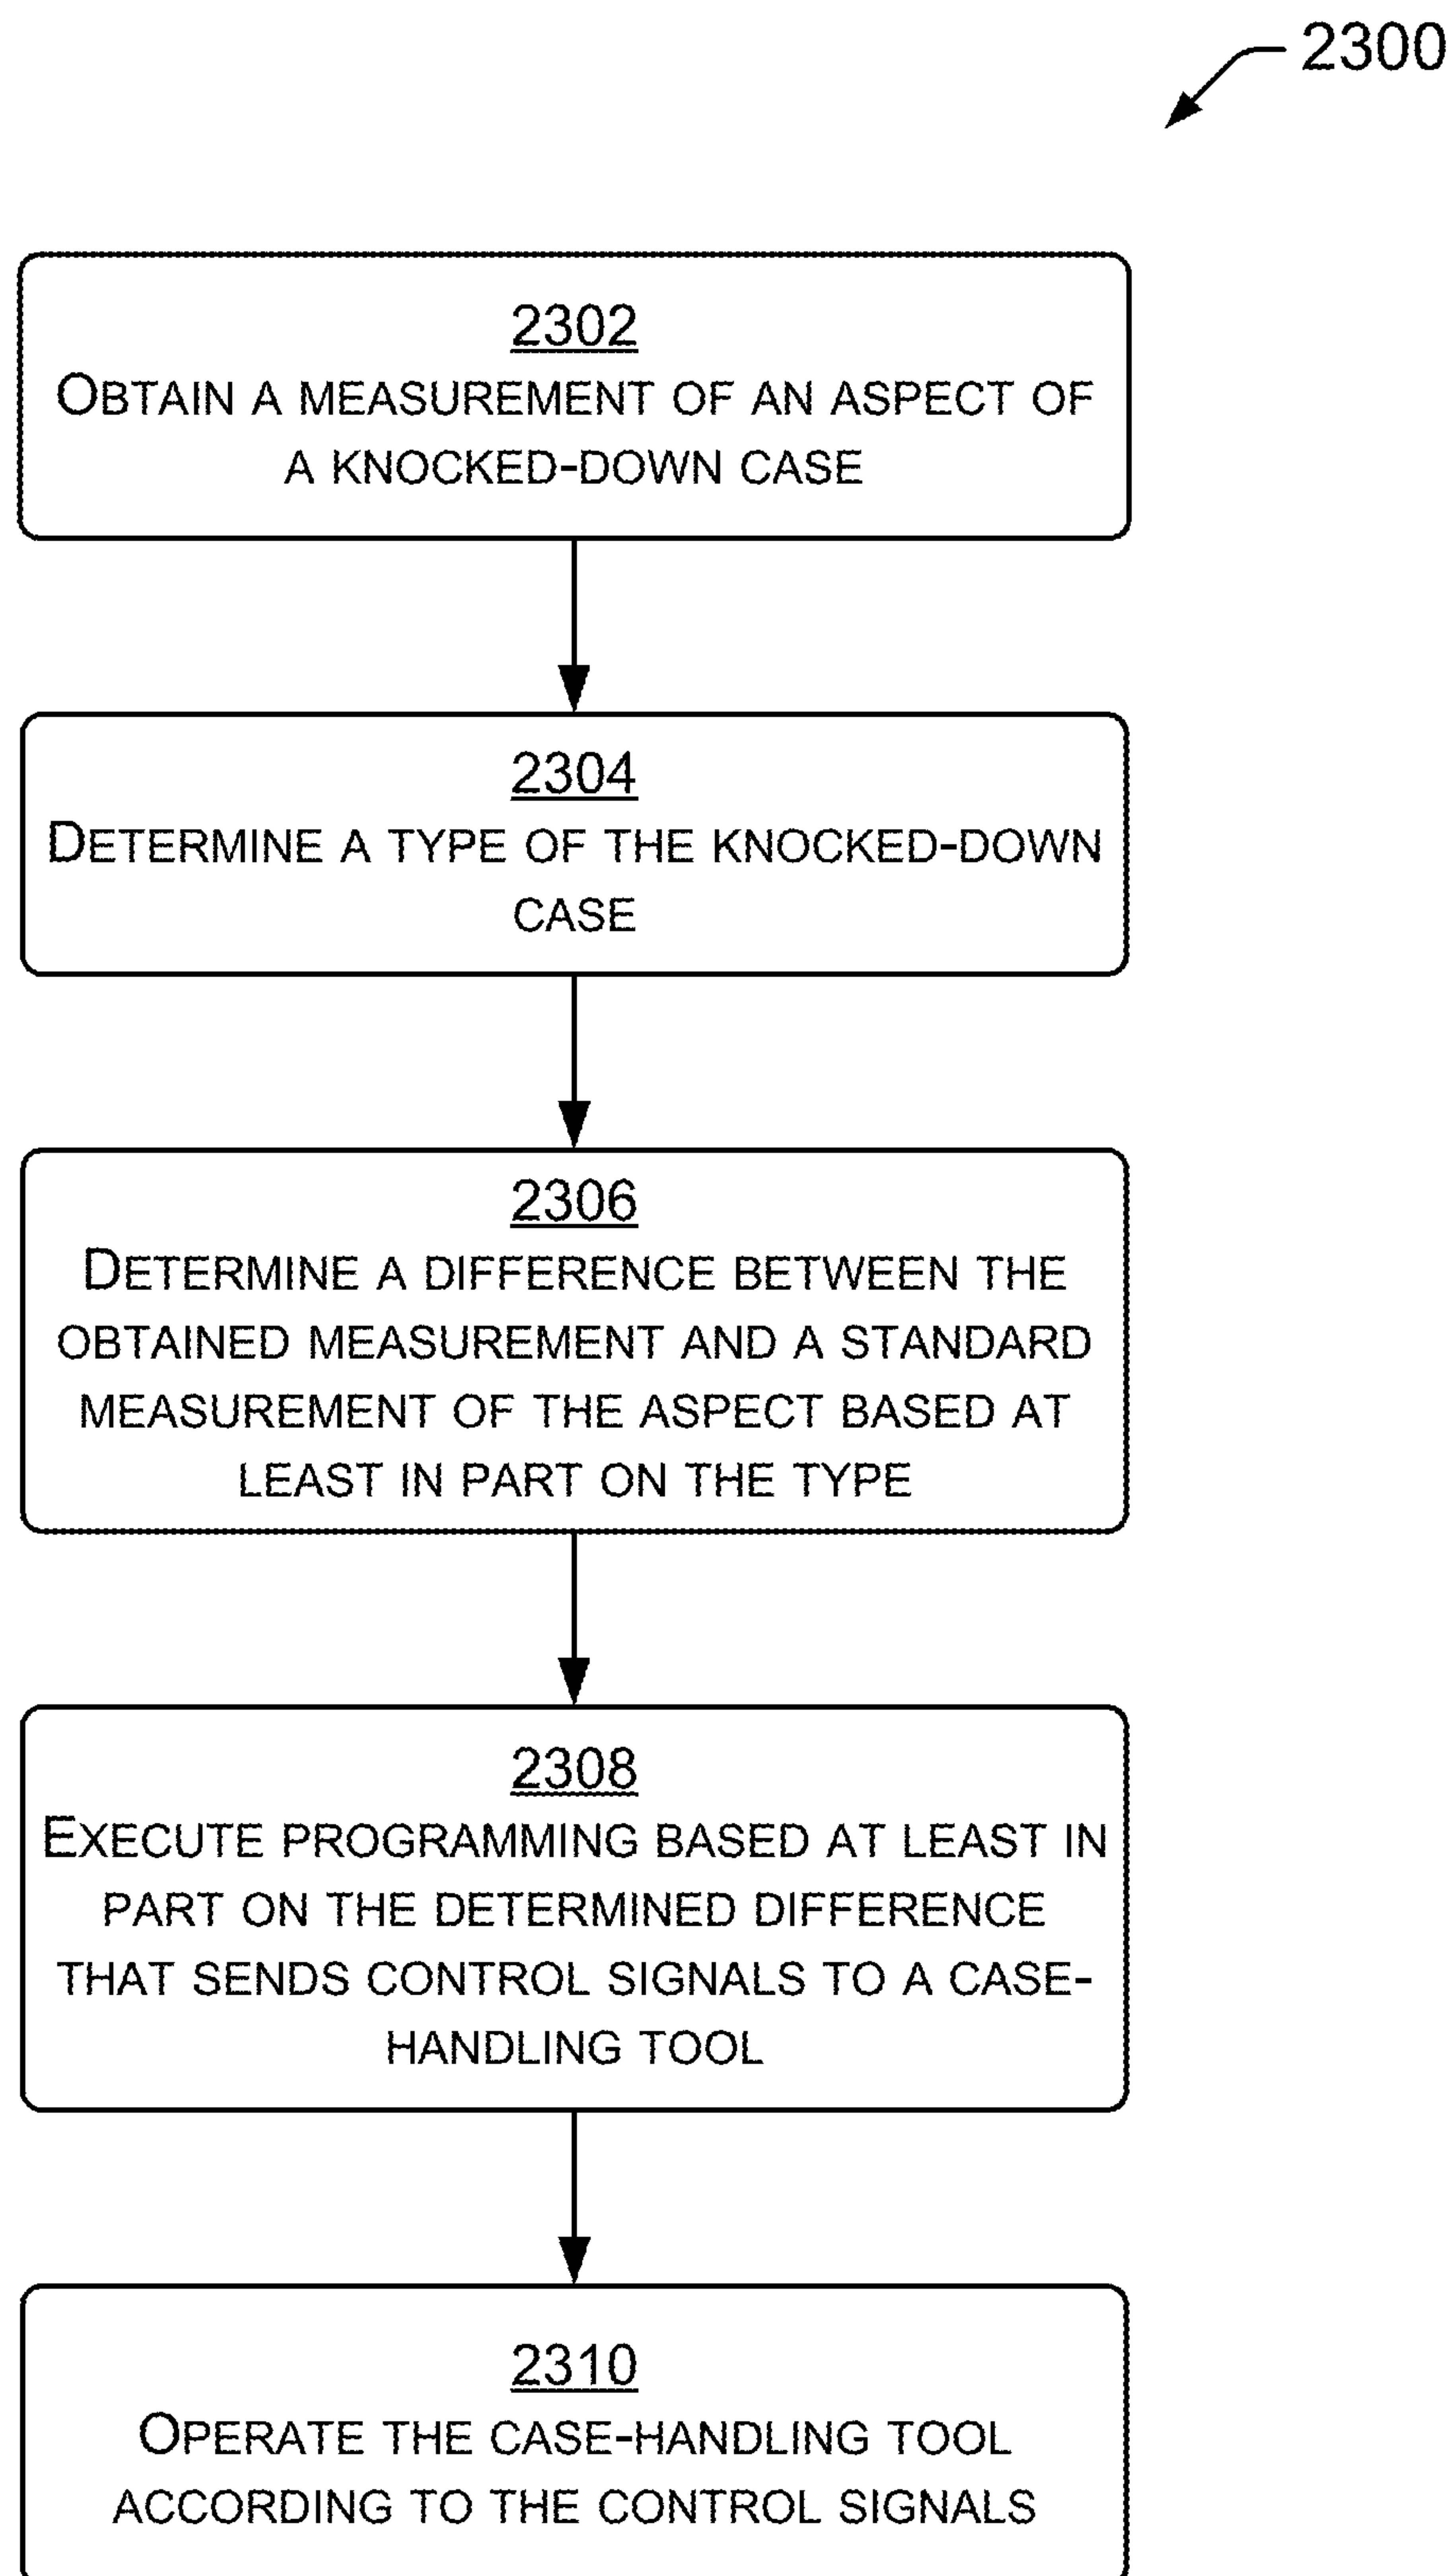 2300
2302
OBTAIN A MEASUREMENT OF AN ASPECT OF
A KNOCKED-DOWN CASE
2304
DETERMINE A TYPE OF THE KNOCKED-DOWN
CASE
2306
DETERMINE A DIFFERENCE BETWEEN THE
OBTAINED MEASUREMENT AND A STANDARD
MEASUREMENT OF THE ASPECT BASED AT
LEAST IN PART ON THE TYPE
2308
EXECUTE PROGRAMMING BASED AT LEAST IN
PART ON THE DETERMINED DIFFERENCE
THAT SENDS CONTROL SIGNALS TO A CASE-
HANDLING TOOL
2310
OPERATE THE CASE-HANDLING TOOL
ACCORDING TO THE CONTROL SIGNALS